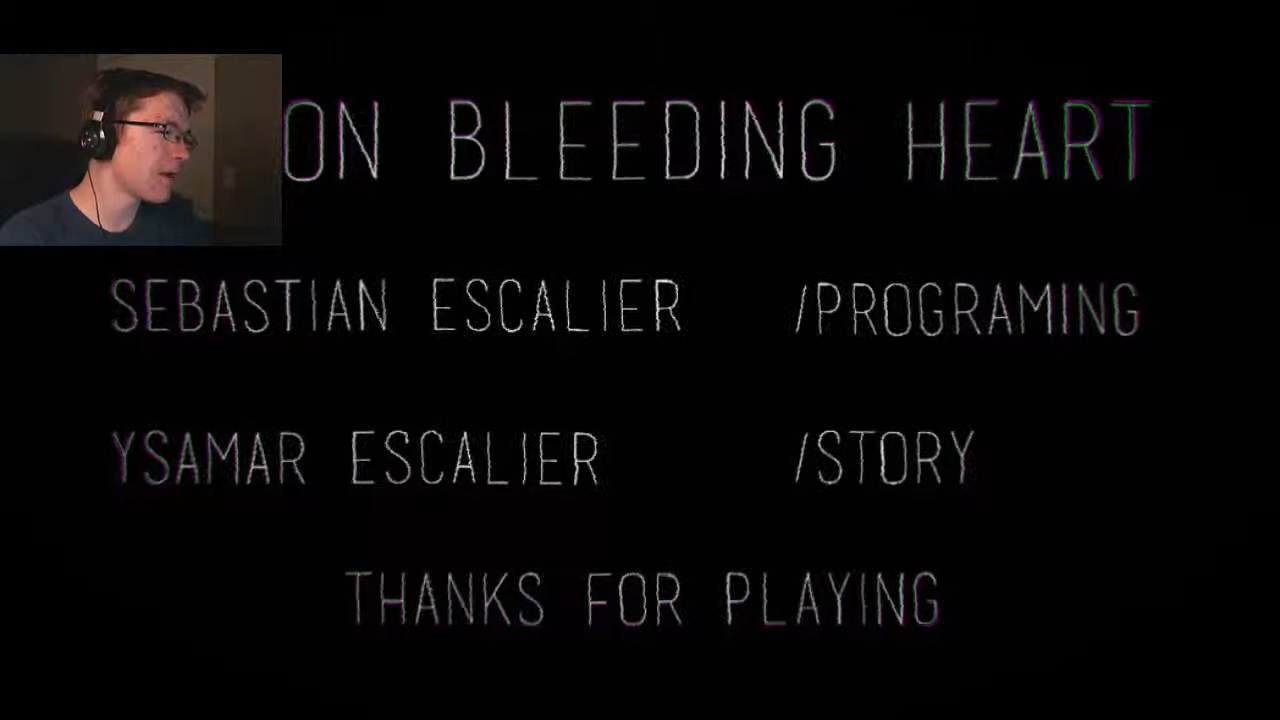 ON BLEEDING HEART
SEBASTIAN ESCALIER /PROGRAMING
YSAMAR ESCALIER /STORY
THANKS FOR PLAYING